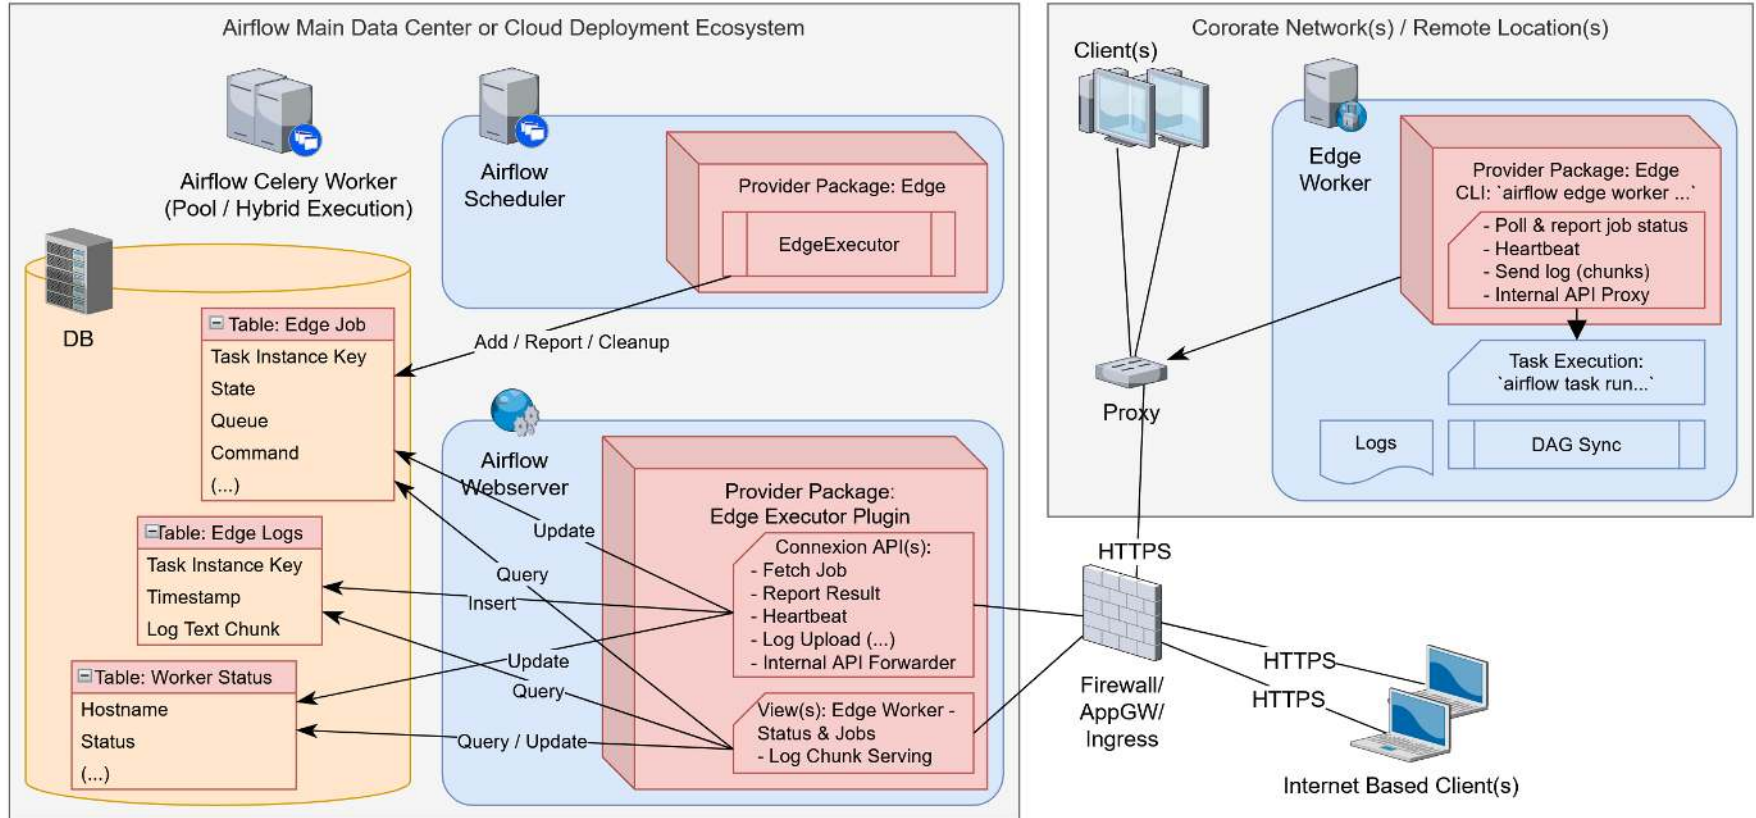 Airflow Main Data Center or Cloud Deployment Ecosystem
Airflow Celery Worker
(Pool / Hybrid Execution)
Airflow
Scheduler
Provider Package: Edge
EdgeExecutor
DB
Table: Edge Job
Task Instance Key
State
Queue
Command
(...)
Add / Report / Cleanup
Table: Edge Logs
Task Instance Key
Timestamp
Log Text Chunk
Table: Worker Status
Hostname
Status
(...)
Airflow
Webserver
Update
Query
Insert
Update
Query
Query / Update
Provider Package:
Edge Executor Plugin
Connexion API(s):
- Fetch Job
- Report Result
- Heartbeat
- Log Upload (...)
- Internal API Forwarder
View(s): Edge Worker -
Status & Jobs
- Log Chunk Serving
Cororate Network(s) / Remote Location(s)
Client(s)
Edge
Worker
Provider Package: Edge
CLI: `airflow edge worker ...`
- Poll & report job status
- Heartbeat
- Send log (chunks)
- Internal API Proxy
Task Execution:
`airflow task run...`
Logs
DAG Sync
Proxy
HTTPS
Firewall/
AppGW/
Ingress
HTTPS
HTTPS
Internet Based Client(s)